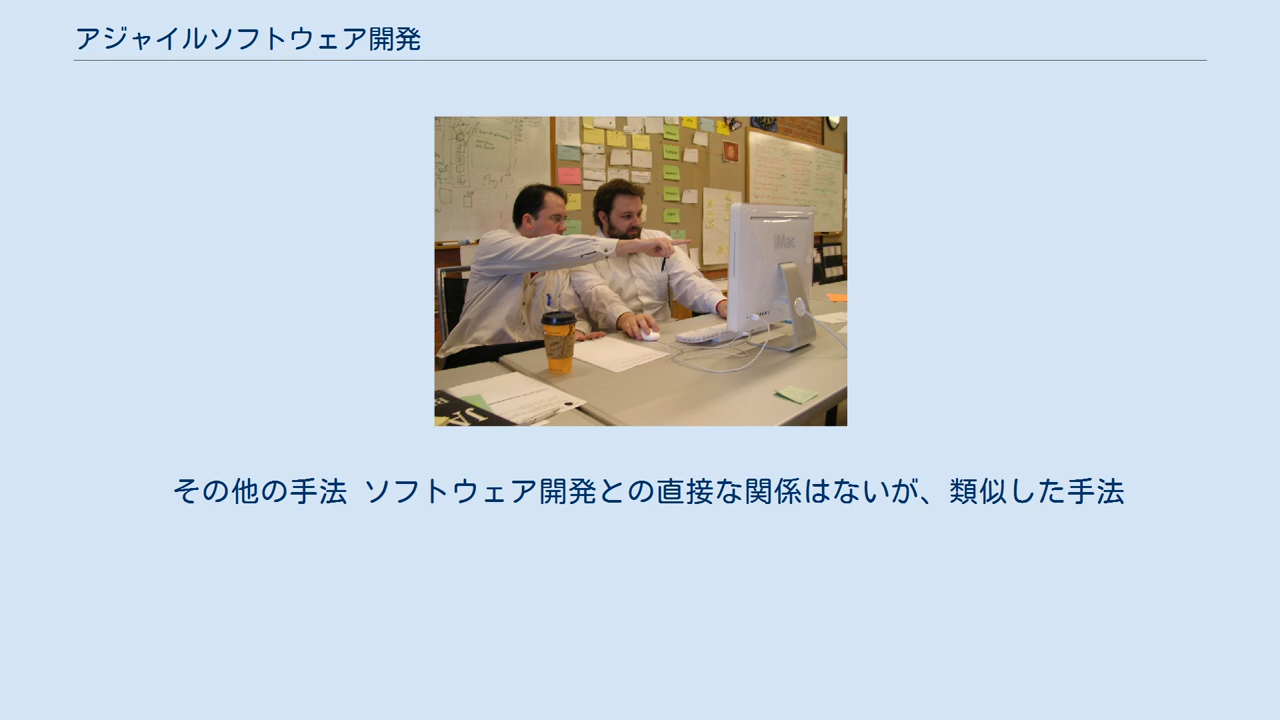 アジャイルソフトウェア開発
iMac
JA
その他の手法 ソフトウェア開発との直接な関係はないが、類似した手法